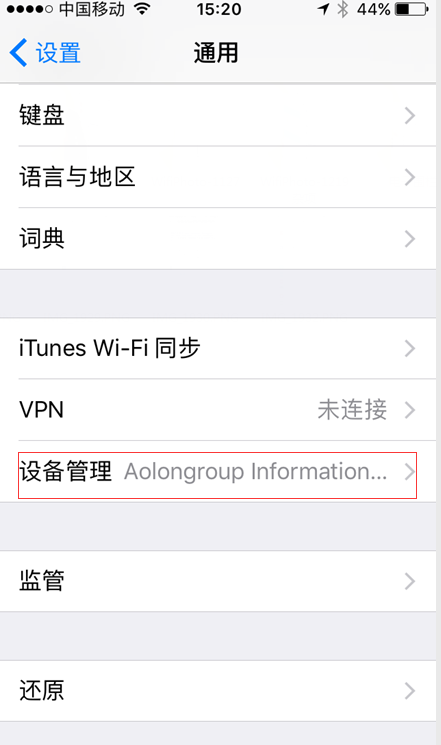 中国移动 15:20 44%
设置 通用
键盘
语言与地区
词典
iTunes Wi-Fi 同步
VPN 未连接
设备管理 Aolongroup Information...
监管
还原